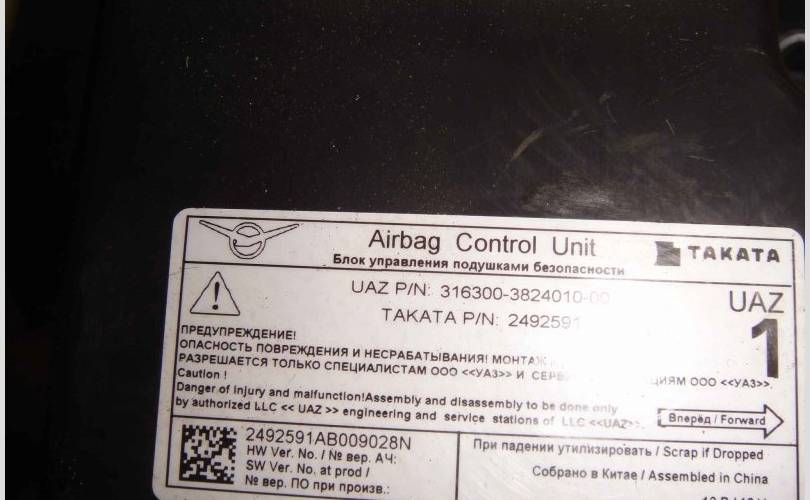 Airbag Control Unit
TAKATA
Блок управления подушками безопасности
UAZ P/N: 316300-3824010-00
UAZ
TAKATA P/N: 2492591
1
ПРЕДУПРЕЖДЕНИЕ!
ОПАСНОСТЬ ПОВРЕЖДЕНИЯ И НЕСРАБАТЫВАНИЯ! МОНТАЖ
РАЗРЕШАЕТСЯ ТОЛЬКО СПЕЦИАЛИСТАМ ООО <<УАЗ>> И ООО <<УАЗ>>.
Caution !
Danger of injury and malfunction!Assembly and disassembly to be done only
by authorized LLC << UAZ >> engineering and service stations of LLC <<UAZ>>.
Вперёд / Forward
2492591AB009028N
HW Ver. No. / № вер. АЧ:
SW Ver. No. at prod /
№ вер. ПО при произв.:
При падении утилизировать / Scrap if Dropped
Собрано в Китае / Assembled in China